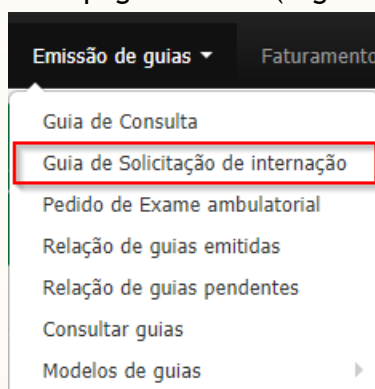 Emissão de guias Faturamento
Guia de Consulta
Guia de Solicitação de internação
Pedido de Exame ambulatorial
Relação de guias emitidas
Relação de guias pendentes
Consultar guias
Modelos de guias